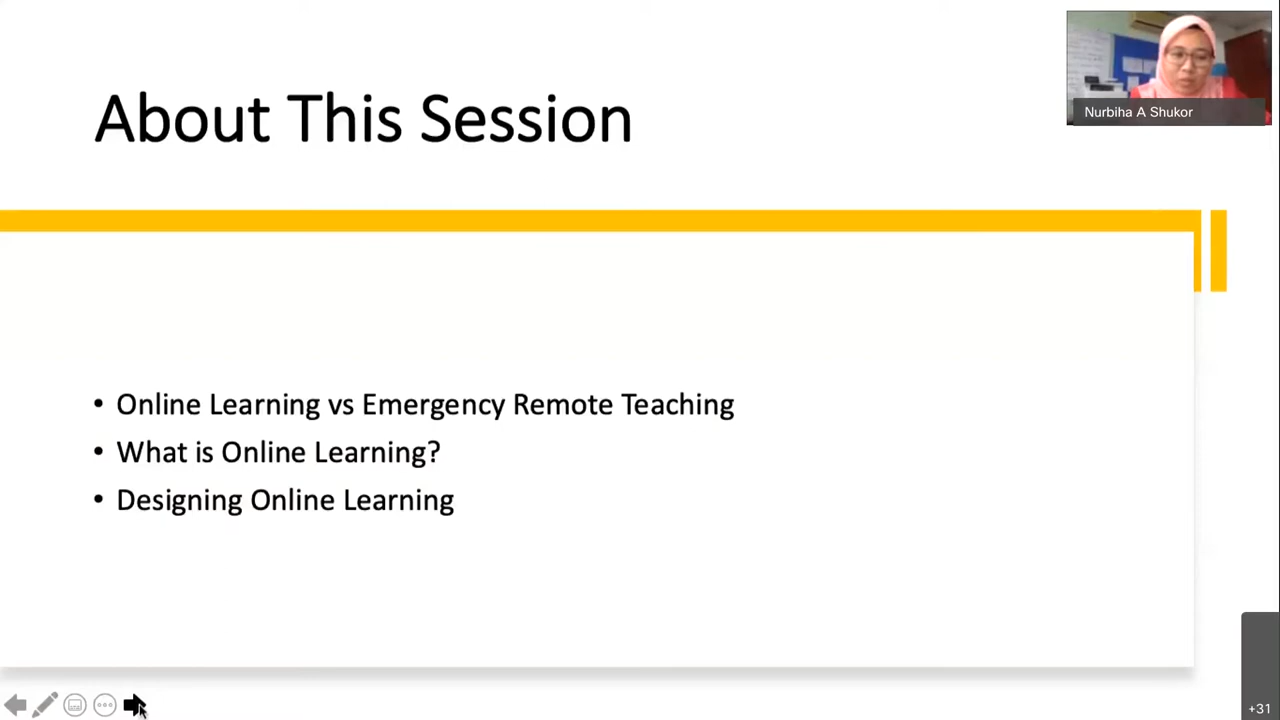 About This Session
Nurbiha A Shukor
• Online Learning vs Emergency Remote Teaching
• What is Online Learning?
• Designing Online Learning
+31